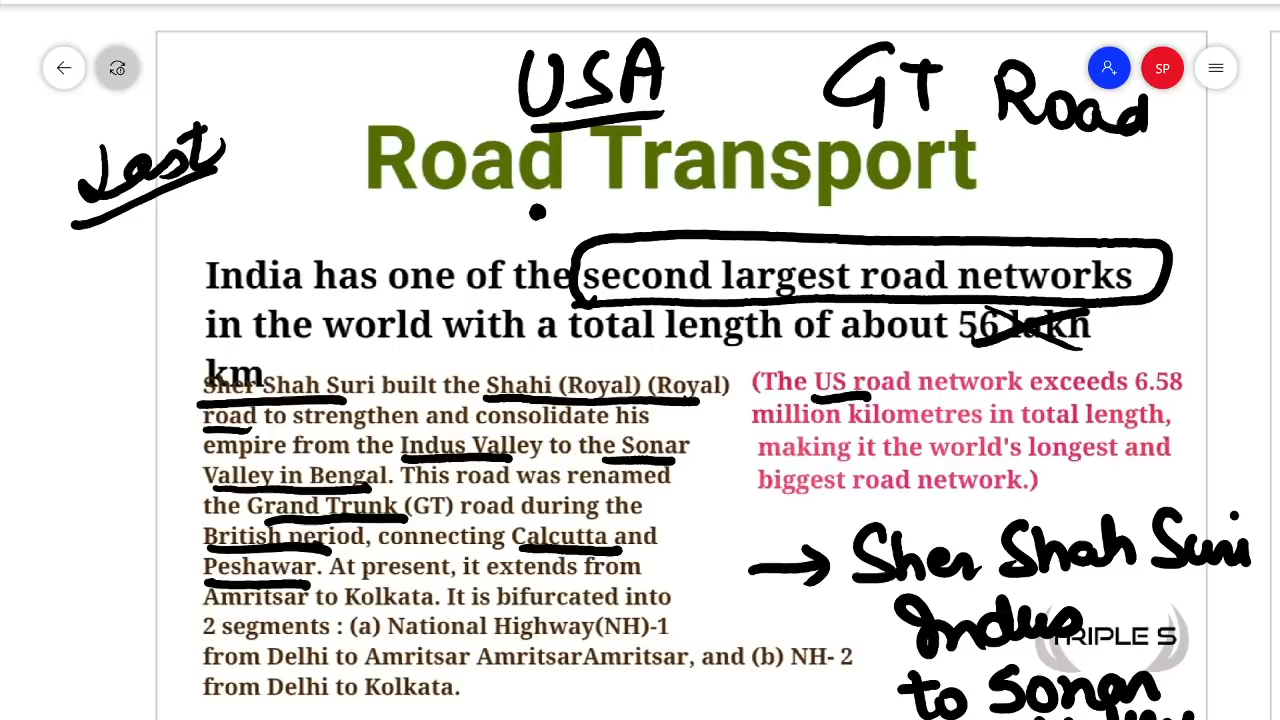 USA
GT Road
Last
SP
Road Transport
India has one of the second largest road networks
in the world with a total length of about 56 lakh
km
Sher Shah Suri built the Shahi (Royal) (Royal)
road to strengthen and consolidate his
empire from the Indus Valley to the Sonar
Valley in Bengal. This road was renamed
the Grand Trunk (GT) road during the
British period, connecting Calcutta and
Peshawar. At present, it extends from
Amritsar to Kolkata. It is bifurcated into
2 segments : (a) National Highway(NH)-1
from Delhi to Amritsar AmritsarAmritsar, and (b) NH- 2
from Delhi to Kolkata.
(The US road network exceeds 6.58
million kilometres in total length,
making it the world's longest and
biggest road network.)
→ Sher Shah Suri
Indus
TRIPLE S
to Sonar